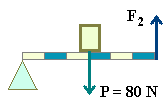 F₂
P = 80 N